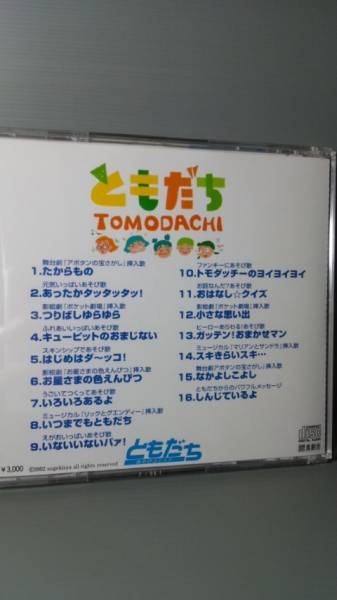 ともだち
TOMODACHI
舞台劇「アボタンの宝さがし」挿入歌
1.たからもの
元気いっぱいあそび歌
2.あったかタッタッタッ!
影絵劇「ポケット劇場」挿入歌
3.つりばしゆらゆら
ふれあいいっぱいあそび歌
4.キューピットのおまじない
スキンシップであそび歌
5.はじめはダ〜ッコ!
影絵劇「お星さまの色えんぴつ」挿入歌
6.お星さまの色えんぴつ
うごいてつくってあそび歌
7.いろいろあるよ
ミュージカル「リックとグエンディー」挿入歌
8.いつまでもともだち
えがおいっぱいあそび歌
9.いないいないバァ!
ファンキーにあそび歌
10.トモダッチーのヨイヨイヨイ
お話なんだ?あそび歌
11.おはなし☆クイズ
影絵劇「ポケット劇場」挿入歌
12.小さな思い出
ヒーローあらわる!あそび歌
13.ガッテン!おまかせマン
ミュージカル「マリアンとサンドラ」挿入歌
14.スキきらいスキ…
舞台劇「アボタンの宝さがし」挿入歌
15.なかよしこよし
ともだちからのパワフルメッセージ
16.しんじているよ
¥3,000
©2002 sugekinya all rights reserved
ともだち
COMPACT
disc
DIGITAL AUDIO